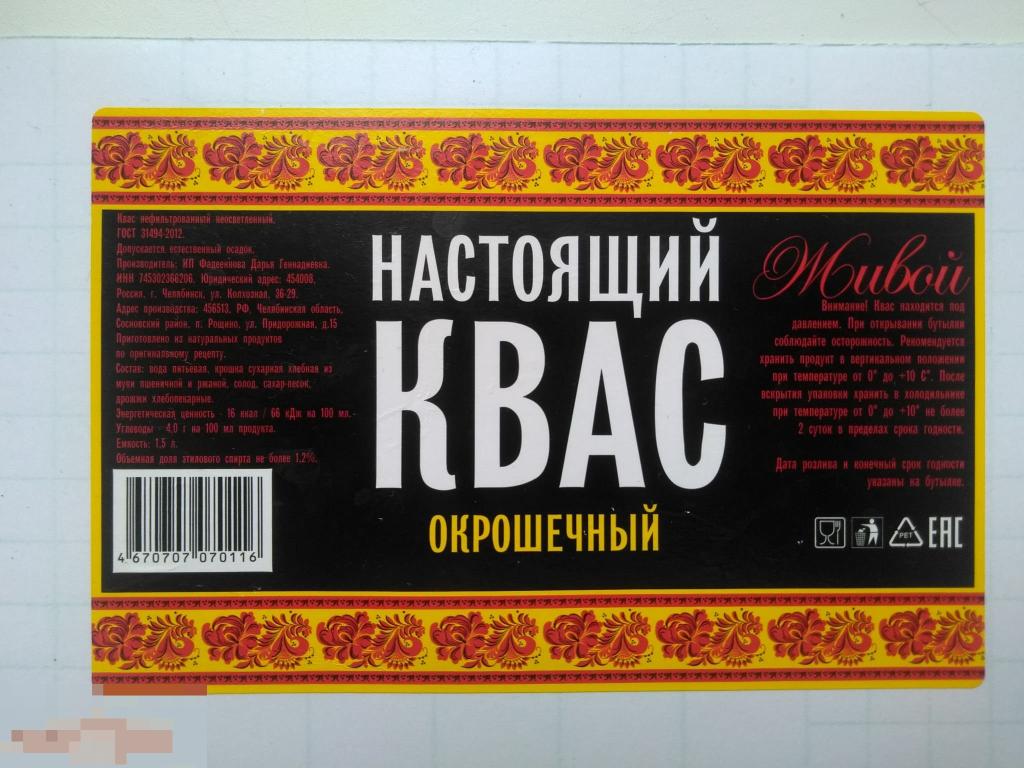 Квас нефильтрованный неосветленный.
ГОСТ 31494-2012.
Допускается естественный осадок.
Производитель: ИП Фадеенкова Дарья Геннадиевна.
ИНН 745302366206. Юридический адрес: 454008,
Россия, г. Челябинск, ул. Колхозная, 36-29.
Адрес производства: 456513, РФ, Челябинская область,
Сосновский район, п. Рощино, ул. Придорожная, д.15
Приготовлено из натуральных продуктов
по оригинальному рецепту.
Состав: вода питьевая, крошка сухарная хлебная из
муки пшеничной и ржаной, солод, сахар-песок,
дрожжи хлебопекарные.
Энергетическая ценность - 16 ккал / 66 кДж на 100 мл.-
Углеводы - 4,0 г на 100 мл продукта.
Емкость: 1,5 л.
Объемная доля этилового спирта не более 1,2%.
4 670707 070116
НАСТОЯЩИЙ
КВАС
ОКРОШЕЧНЫЙ
Живой
Внимание! Квас находится под
давлением. При открывании бутылки
соблюдайте осторожность. Рекомендуется
хранить продукт в вертикальном положении
при температуре от 0° до +10 С°. После
вскрытия упаковки хранить в холодильнике
при температуре от 0° до +10° не более
2 суток в пределах срока годности.
Дата розлива и конечный срок годности
указаны на бутылке.
PET
ЕАС